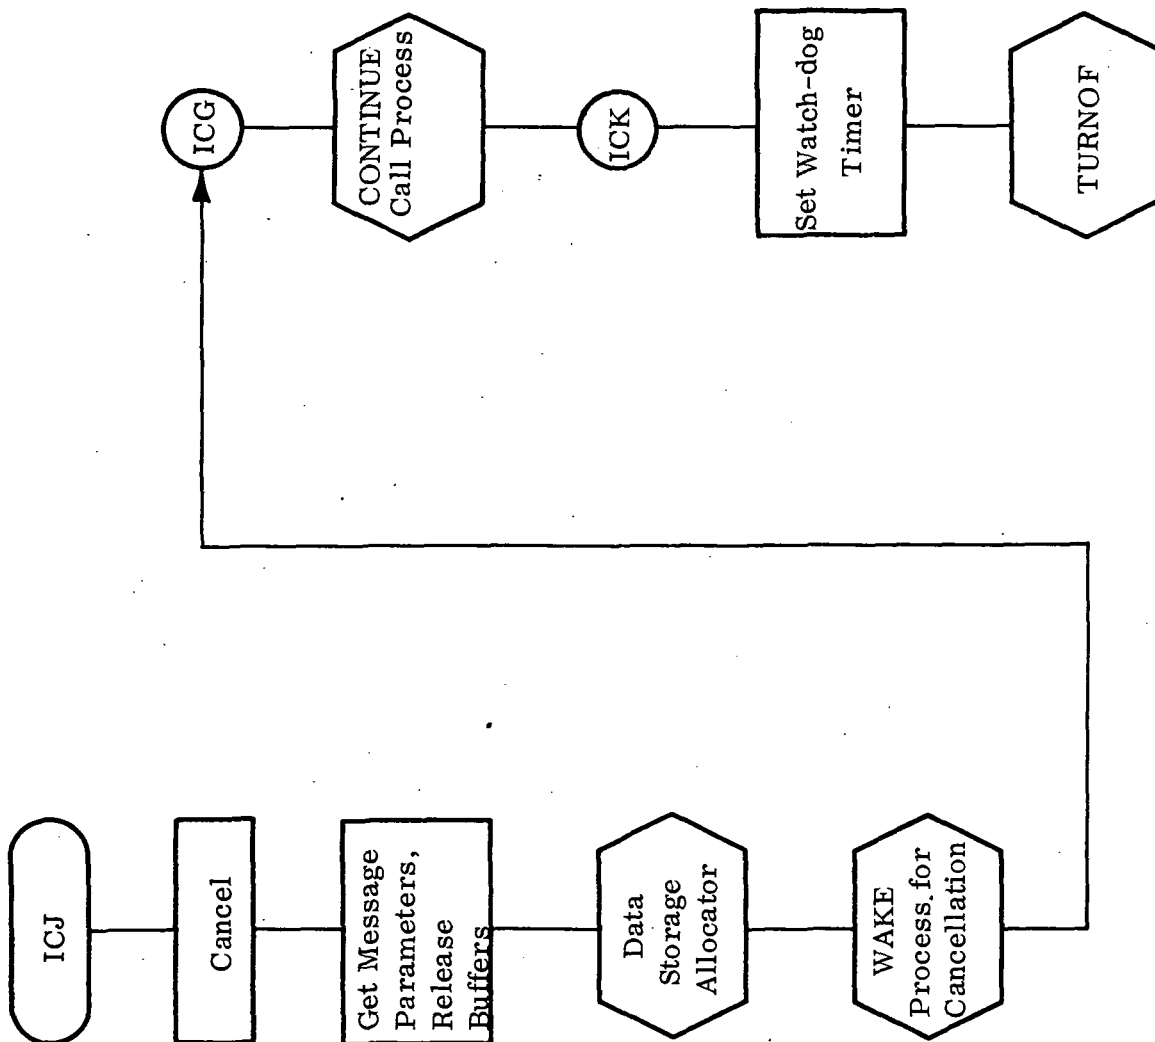 ICJ
Cancel
Get Message
Parameters,
Release
Buffers
Data
Storage
Allocator
WAKE
Process for
Cancellation
ICG
CONTINUE
Call Process
ICK
Set Watch-dog
Timer
TURNOF